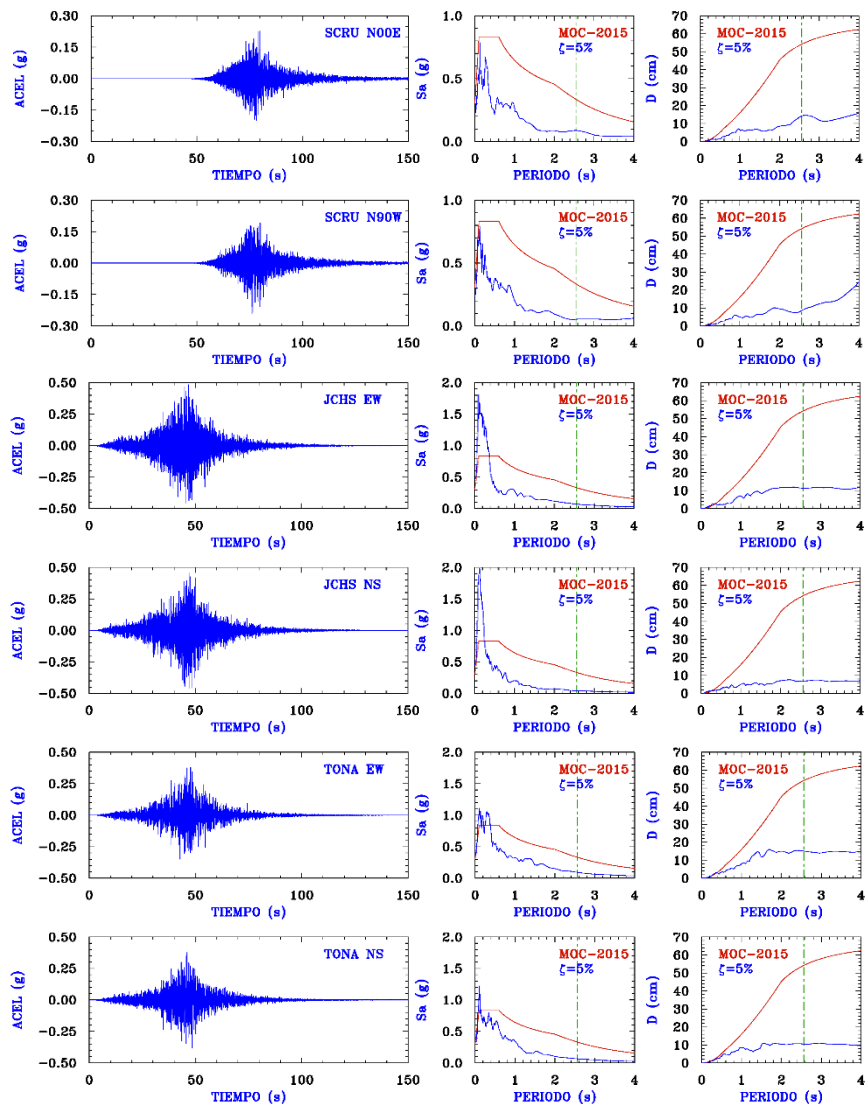 0.30
0.15
0.00
−0.15
−0.30
ACEL (g)
SCRU N00E
0
50
100
150
TIEMPO (s)
1.0
0.5
0.0
Sa (g)
MOC−2015
ζ=5%
0
1
2
3
4
PERIODO (s)
70
60
50
40
30
20
10
0
D (cm)
MOC−2015
ζ=5%
0
1
2
3
4
PERIODO (s)
0.30
0.15
0.00
−0.15
−0.30
ACEL (g)
SCRU N90W
0
50
100
150
TIEMPO (s)
1.0
0.5
0.0
Sa (g)
MOC−2015
ζ=5%
0
1
2
3
4
PERIODO (s)
70
60
50
40
30
20
10
0
D (cm)
MOC−2015
ζ=5%
0
1
2
3
4
PERIODO (s)
0.50
0.25
0.00
−0.25
−0.50
ACEL (g)
JCHS EW
0
50
100
150
TIEMPO (s)
2.0
1.5
1.0
0.5
0.0
Sa (g)
MOC−2015
ζ=5%
0
1
2
3
4
PERIODO (s)
70
60
50
40
30
20
10
0
D (cm)
MOC−2015
ζ=5%
0
1
2
3
4
PERIODO (s)
0.50
0.25
0.00
−0.25
−0.50
ACEL (g)
JCHS NS
0
50
100
150
TIEMPO (s)
2.0
1.5
1.0
0.5
0.0
Sa (g)
MOC−2015
ζ=5%
0
1
2
3
4
PERIODO (s)
70
60
50
40
30
20
10
0
D (cm)
MOC−2015
ζ=5%
0
1
2
3
4
PERIODO (s)
0.50
0.25
0.00
−0.25
−0.50
ACEL (g)
TONA EW
0
50
100
150
TIEMPO (s)
2.0
1.5
1.0
0.5
0.0
Sa (g)
MOC−2015
ζ=5%
0
1
2
3
4
PERIODO (s)
70
60
50
40
30
20
10
0
D (cm)
MOC−2015
ζ=5%
0
1
2
3
4
PERIODO (s)
0.50
0.25
0.00
−0.25
−0.50
ACEL (g)
TONA NS
0
50
100
150
TIEMPO (s)
2.0
1.5
1.0
0.5
0.0
Sa (g)
MOC−2015
ζ=5%
0
1
2
3
4
PERIODO (s)
70
60
50
40
30
20
10
0
D (cm)
MOC−2015
ζ=5%
0
1
2
3
4
PERIODO (s)